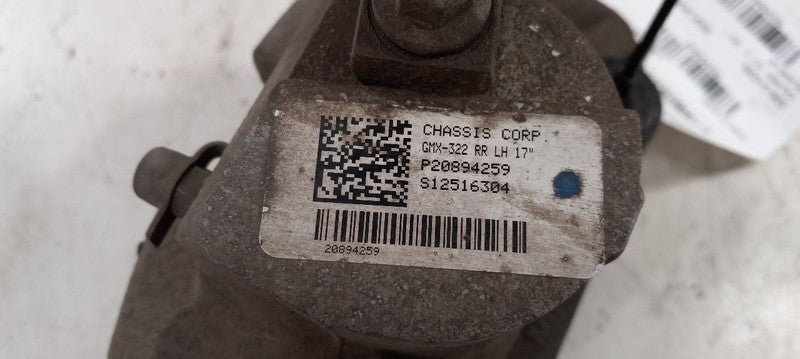 CHASSIS CORP
GMX-322 RR LH 17"
P20894259
S12516304
20894259